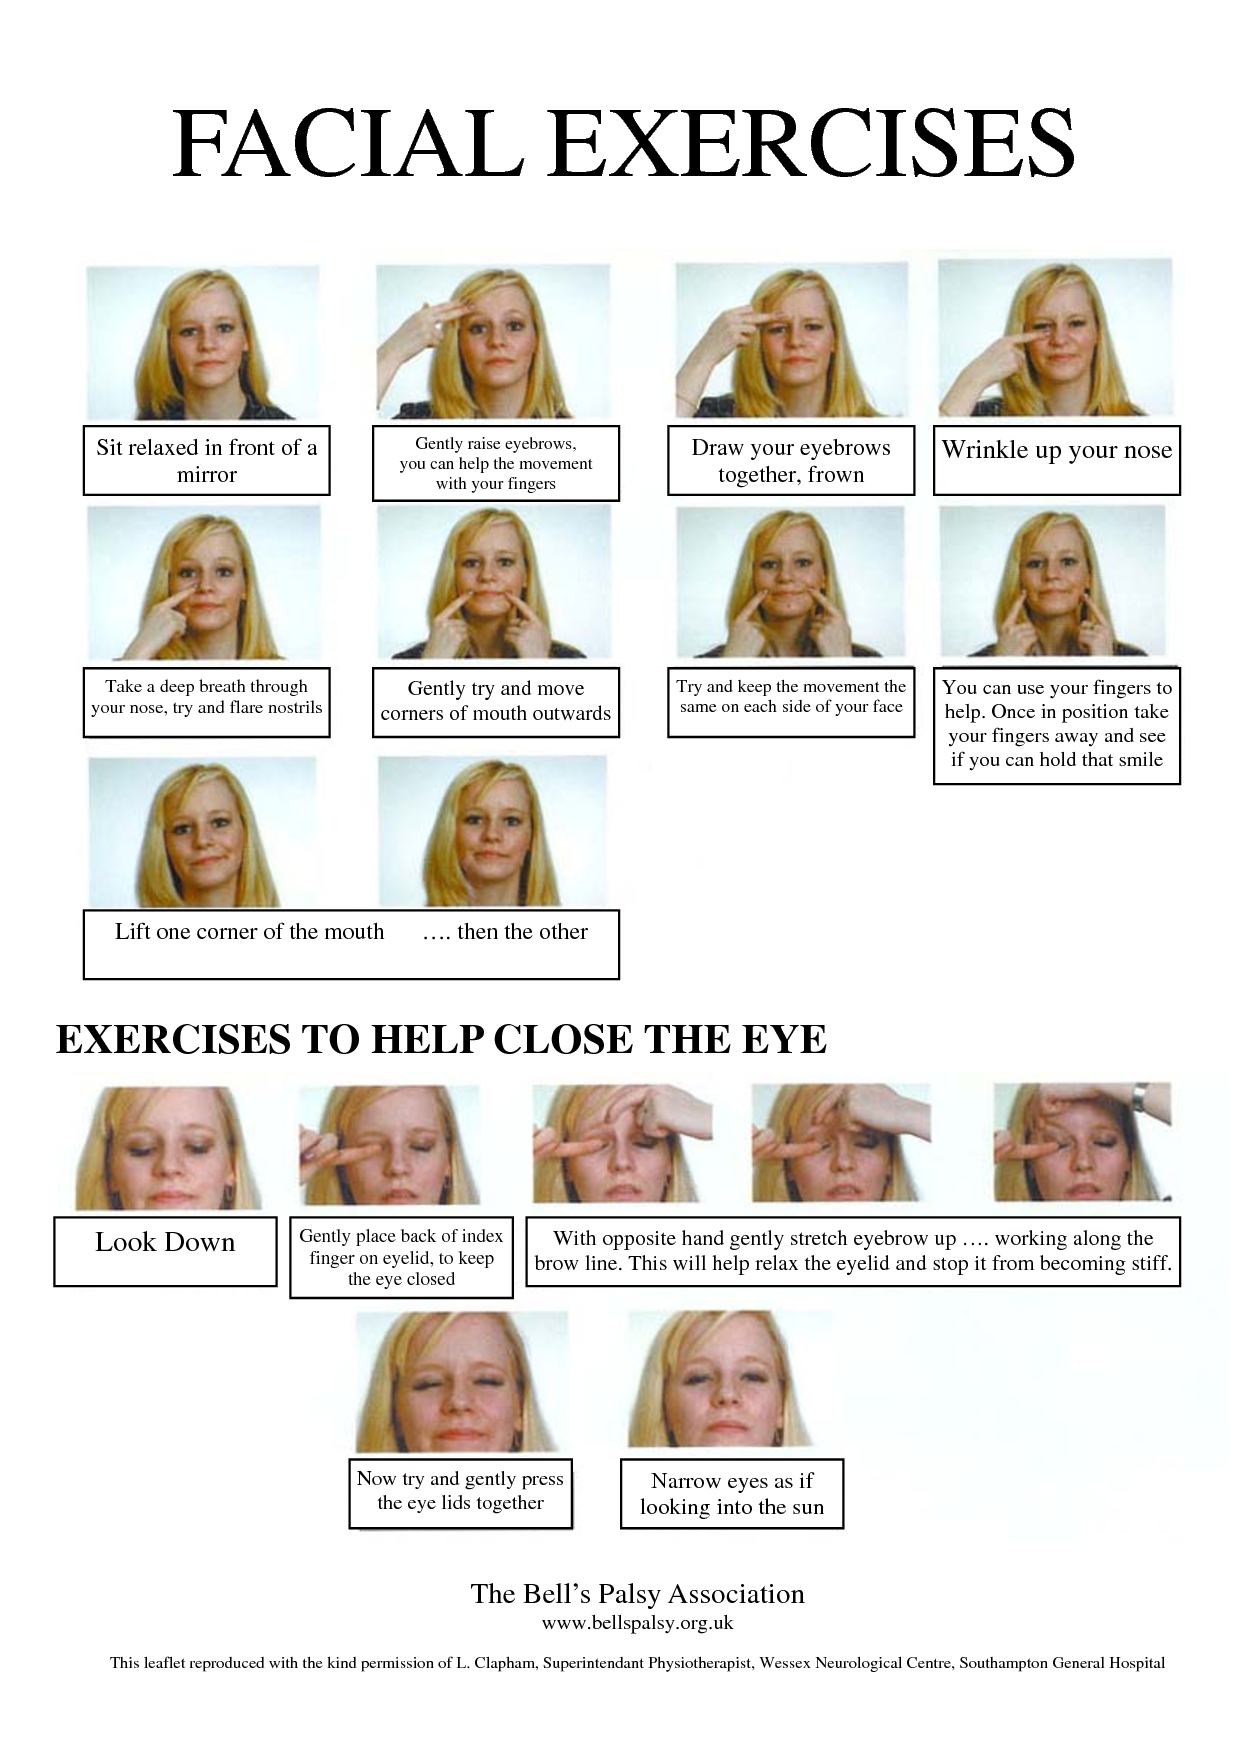 FACIAL EXERCISES
Sit relaxed in front of a
mirror
Gently raise eyebrows,
you can help the movement
with your fingers
Draw your eyebrows
together, frown
Wrinkle up your nose
Take a deep breath through
your nose, try and flare nostrils
Gently try and move
corners of mouth outwards
Try and keep the movement the
same on each side of your face
You can use your fingers to
help. Once in position take
your fingers away and see
if you can hold that smile
Lift one corner of the mouth …. then the other
EXERCISES TO HELP CLOSE THE EYE
Look Down
Gently place back of index
finger on eyelid, to keep
the eye closed
With opposite hand gently stretch eyebrow up …. working along the
brow line. This will help relax the eyelid and stop it from becoming stiff.
Now try and gently press
the eye lids together
Narrow eyes as if
looking into the sun
The Bell’s Palsy Association
www.bellspalsy.org.uk
This leaflet reproduced with the kind permission of L. Clapham, Superintendant Physiotherapist, Wessex Neurological Centre, Southampton General Hospital